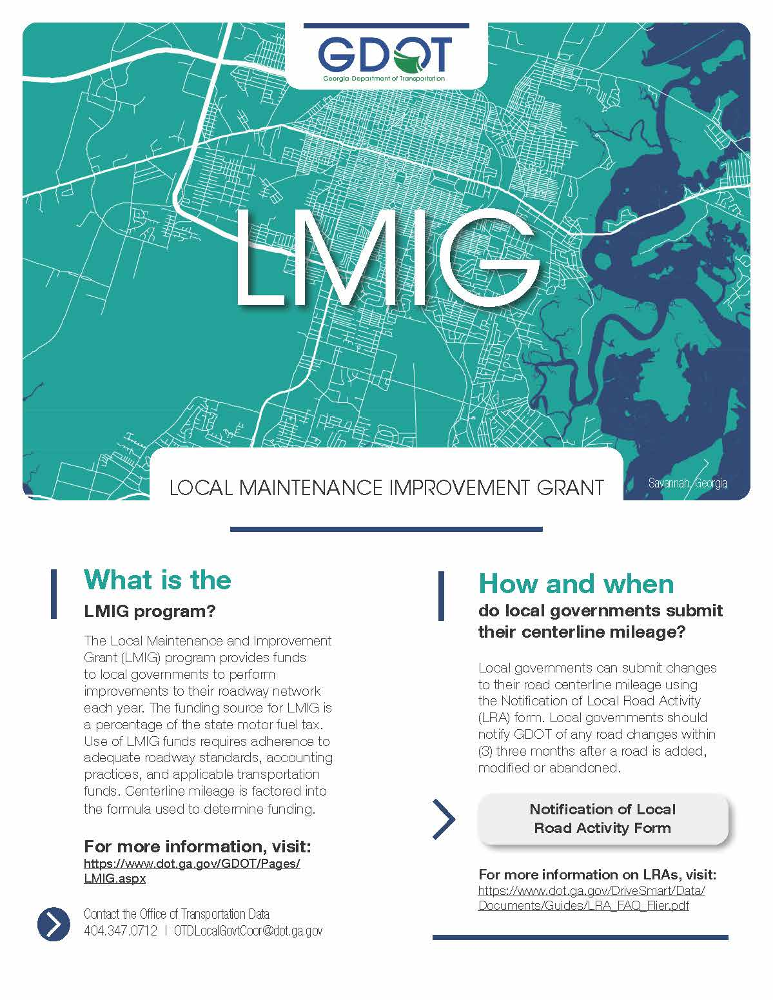 GDOT
Georgia Department of Transportation
LMIG
LOCAL MAINTENANCE IMPROVEMENT GRANT
Savannah, Georgia
What is the
LMIG program?
The Local Maintenance and Improvement
Grant (LMIG) program provides funds
to local governments to perform
improvements to their roadway network
each year. The funding source for LMIG is
a percentage of the state motor fuel tax.
Use of LMIG funds requires adherence to
adequate roadway standards, accounting
practices, and applicable transportation
funds. Centerline mileage is factored into
the formula used to determine funding.
For more information, visit:
https://www.dot.ga.gov/GDOT/Pages/
LMIG.aspx
Contact the Office of Transportation Data
404.347.0712 | OTDLocalGovtCoor@dot.ga.gov
How and when
do local governments submit
their centerline mileage?
Local governments can submit changes
to their road centerline mileage using
the Notification of Local Road Activity
(LRA) form. Local governments should
notify GDOT of any road changes within
(3) three months after a road is added,
modified or abandoned.
Notification of Local
Road Activity Form
For more information on LRAs, visit:
https://www.dot.ga.gov/DriveSmart/Data/
Documents/Guides/LRA_FAQ_Flier.pdf